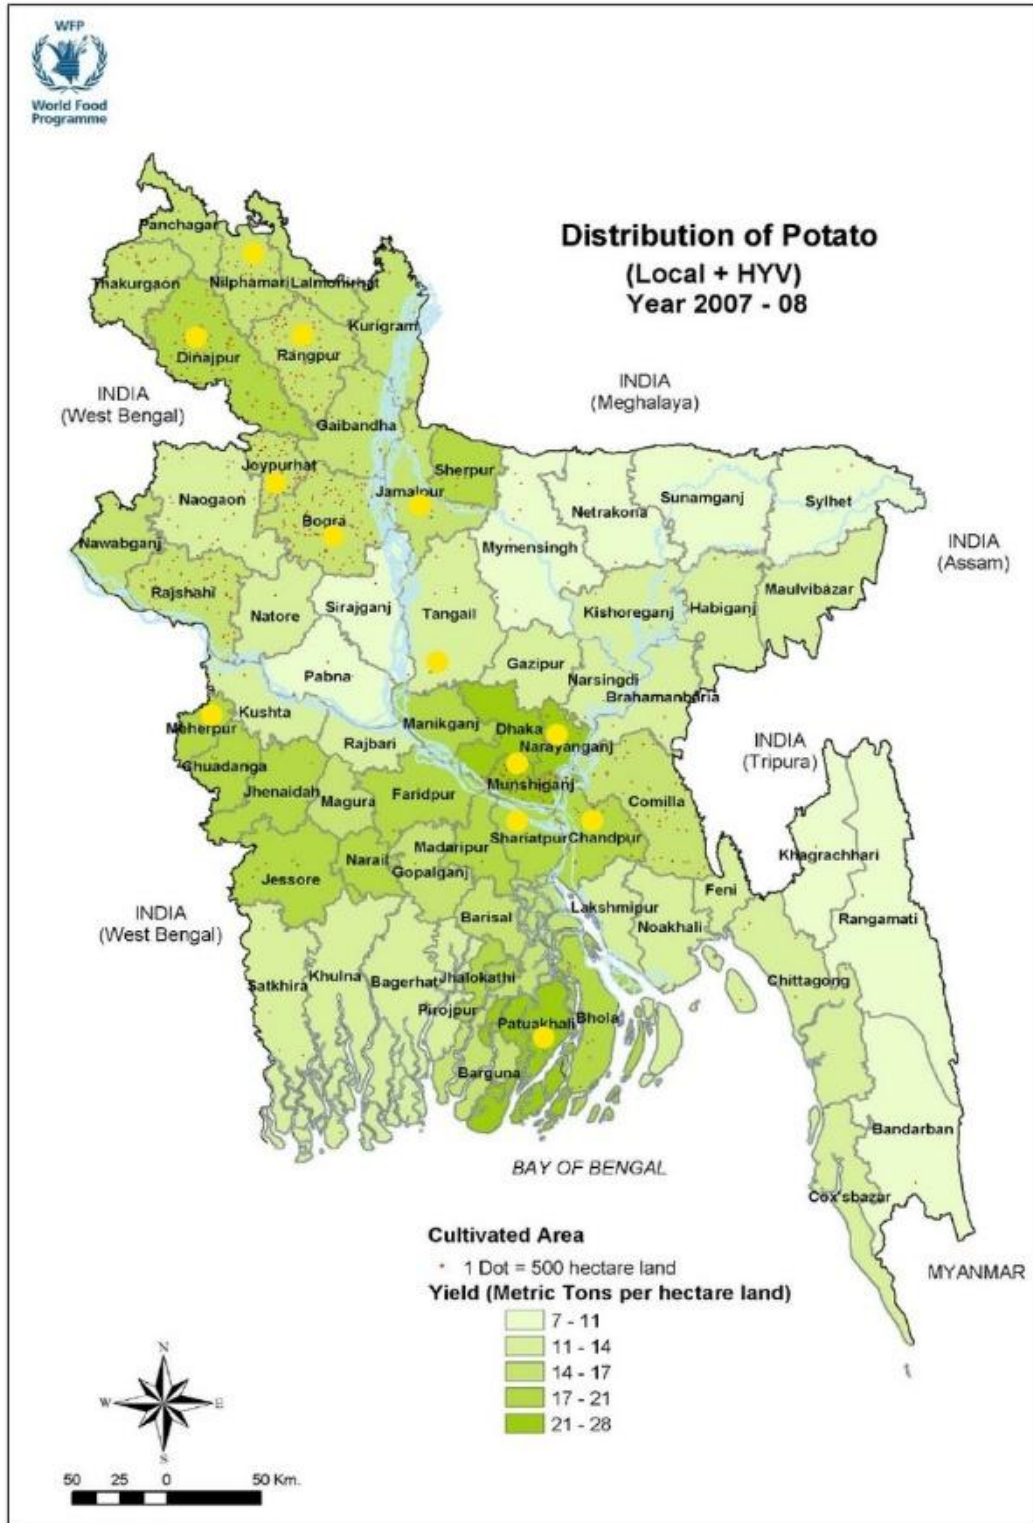 WFP
World Food
Programme
Distribution of Potato
(Local + HYV)
Year 2007 - 08
Panchagar
Thakurgaon
Nilphamari
Lalmonirhat
Kurigram
Dinajpur
Rangpur
INDIA
(West Bengal)
INDIA
(Meghalaya)
Gaibandha
Sherpur
Joypurhat
Jamalpur
Naogaon
Bogra
Netrakona
Sunamganj
Sylhet
Nawabganj
Mymensingh
INDIA
(Assam)
Rajshahi
Natore
Sirajganj
Tangail
Kishoreganj
Habiganj
Maulvibazar
Pabna
Gazipur
Narsingdi
Brahamanbaria
Meherpur
Kushta
Rajbari
Manikganj
Dhaka
Narayanganj
INDIA
(Tripura)
Chuadanga
Jhenaidah
Magura
Faridpur
Munshiganj
Comilla
Madaripur
Shariatpur
Chandpur
Khagrachhari
Jessore
Narail
Gopalganj
Feni
INDIA
(West Bengal)
Barisal
Lakshmipur
Noakhali
Rangamati
Satkhira
Khulna
Bagerhat
Jhalokathi
Pirojpur
Chittagong
Patuakhali
Bhola
Barguna
Bandarban
BAY OF BENGAL
Cox'sbazar
MYANMAR
Cultivated Area
1 Dot = 500 hectare land
Yield (Metric Tons per hectare land)
7 - 11
11 - 14
14 - 17
17 - 21
21 - 28
N
W
E
S
50 25 0 50 Km.